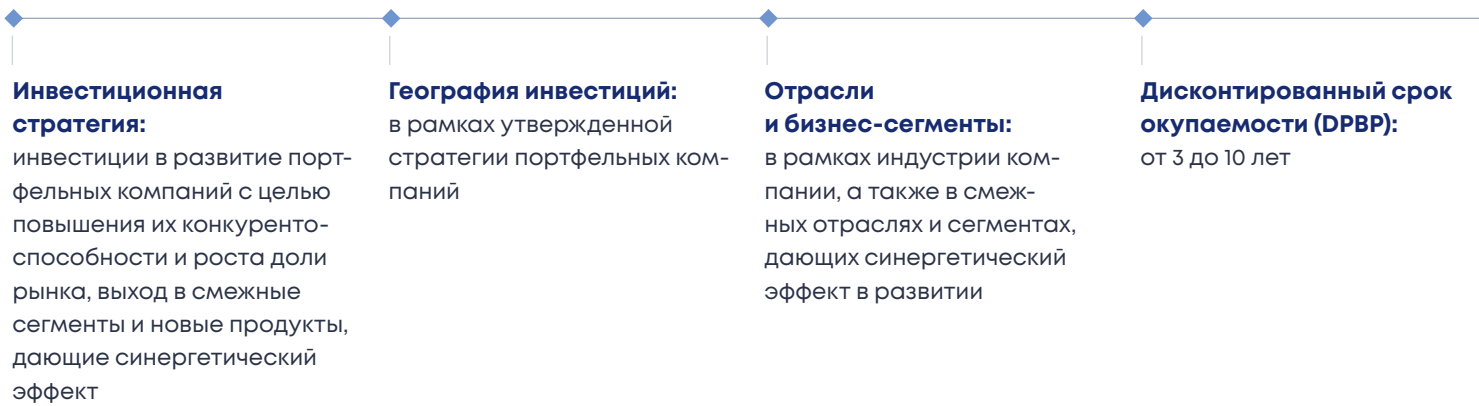 Инвестиционная
стратегия:
инвестиции в развитие порт-
фельных компаний с целью
повышения их конкуренто-
способности и роста доли
рынка, выход в смежные
сегменты и новые продукты,
дающие синергетический
эффект
География инвестиций:
в рамках утвержденной
стратегии портфельных ком-
паний
Отрасли
и бизнес-сегменты:
в рамках индустрии ком-
пании, а также в смеж-
ных отраслях и сегментах,
дающих синергетический
эффект в развитии
Дисконтированный срок
окупаемости (DPBP):
от 3 до 10 лет